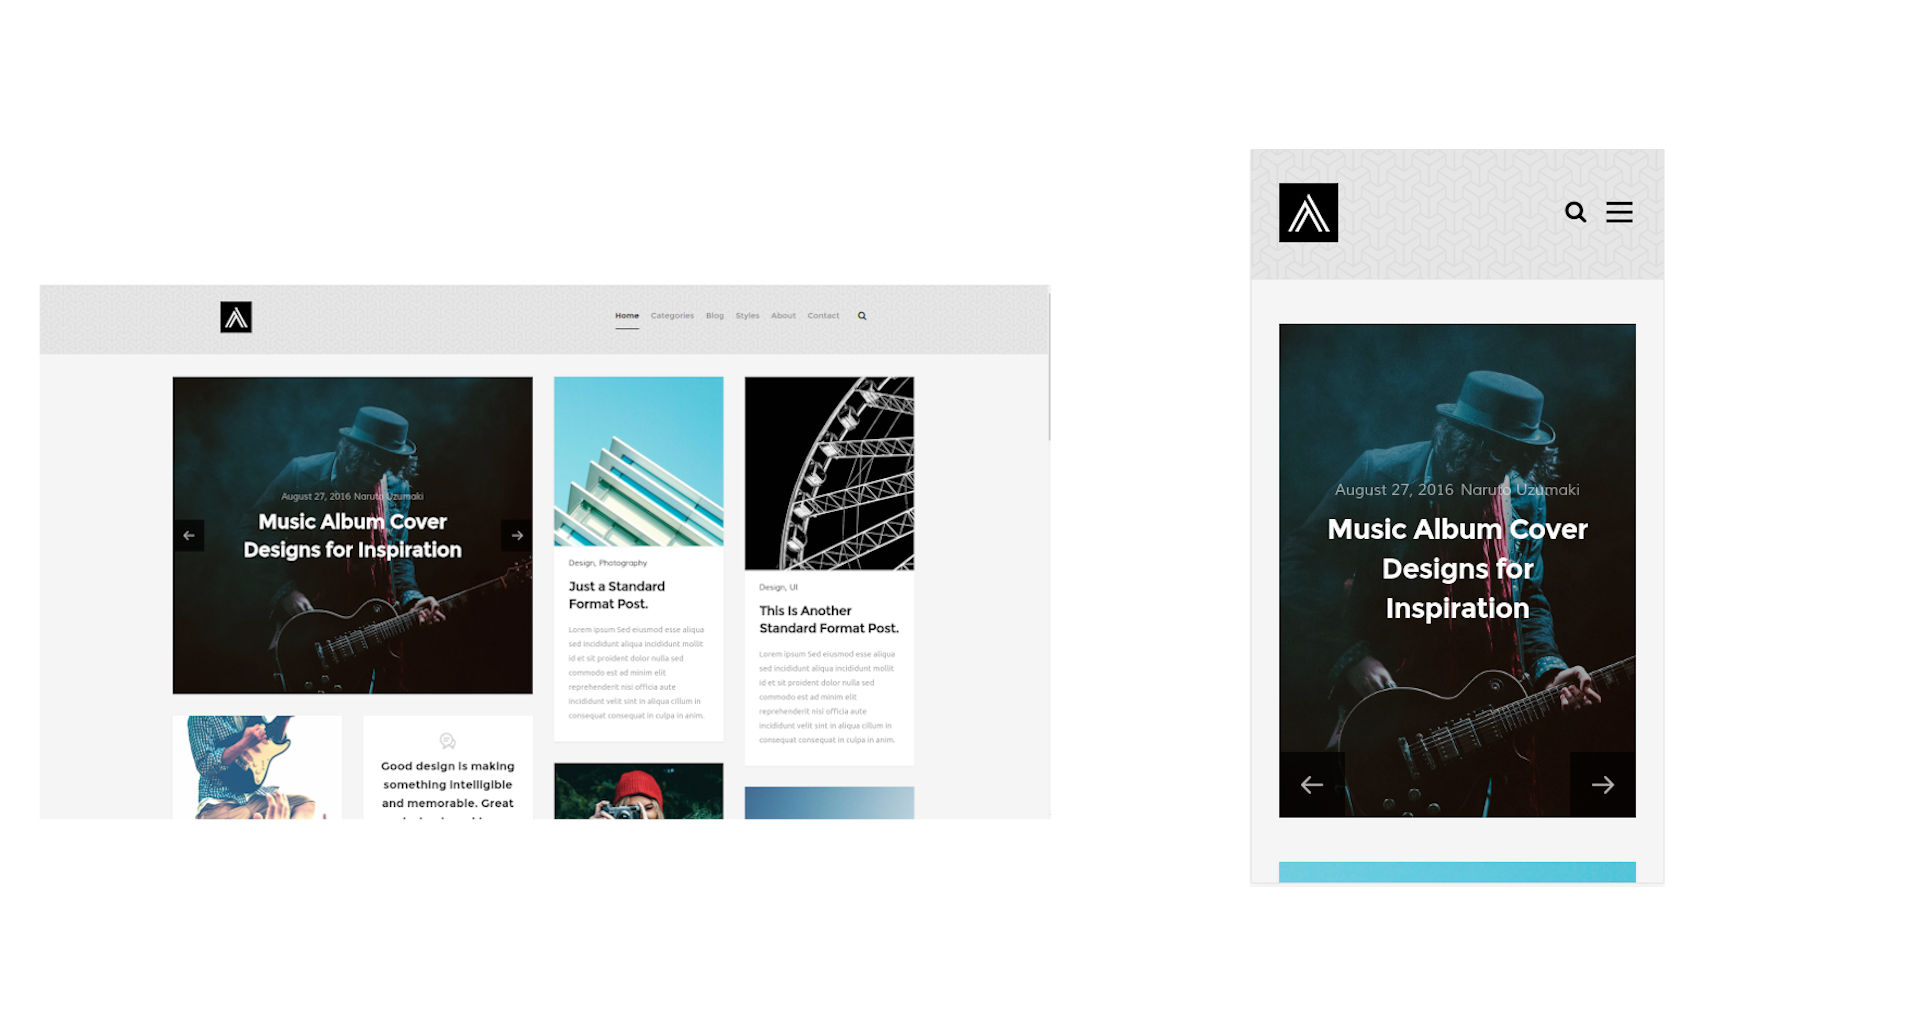 Home Categories Blog Styles About Contact
August 27, 2016 Naruto Uzumaki
Music Album Cover
Designs for Inspiration
Design, Photography
Just a Standard
Format Post.
Lorem ipsum Sed eiusmod esse aliqua
sed incididunt aliqua incididunt mollit
id et sit proident dolor nulla sed
commodo est ad minim elit
reprehenderit nisi officia aute
incididunt velit sint in aliqua cillum in
consequat consequat in culpa in anim.
Design, UI
This Is Another
Standard Format Post.
Lorem ipsum Sed eiusmod esse aliqua
sed incididunt aliqua incididunt mollit
id et sit proident dolor nulla sed
commodo est ad minim elit
reprehenderit nisi officia aute
incididunt velit sint in aliqua cillum in
consequat consequat in culpa in anim.
Good design is making
something intelligible
and memorable. Great
August 27, 2016 Naruto Uzumaki
Music Album Cover
Designs for
Inspiration